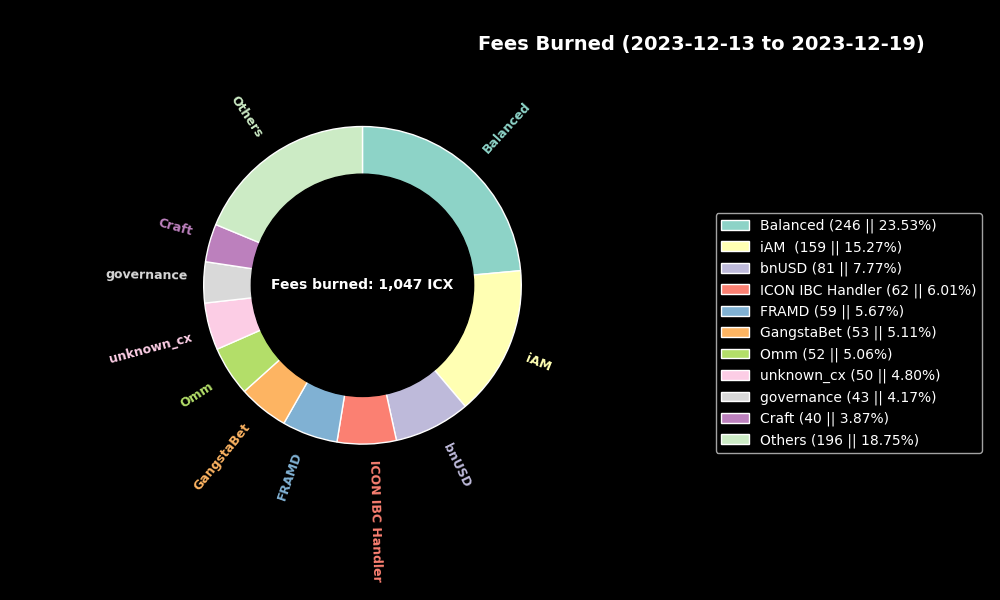 Fees Burned (2023-12-13 to 2023-12-19)
Others
Balanced
Craft
governance
Fees burned: 1,047 ICX
unknown_cx
iAM
Omm
GangstaBet
FRAMD
ICON IBC Handler
bnUSD
Balanced (246 || 23.53%)
iAM  (159 || 15.27%)
bnUSD (81 || 7.77%)
ICON IBC Handler (62 || 6.01%)
FRAMD (59 || 5.67%)
GangstaBet (53 || 5.11%)
Omm (52 || 5.06%)
unknown_cx (50 || 4.80%)
governance (43 || 4.17%)
Craft (40 || 3.87%)
Others (196 || 18.75%)